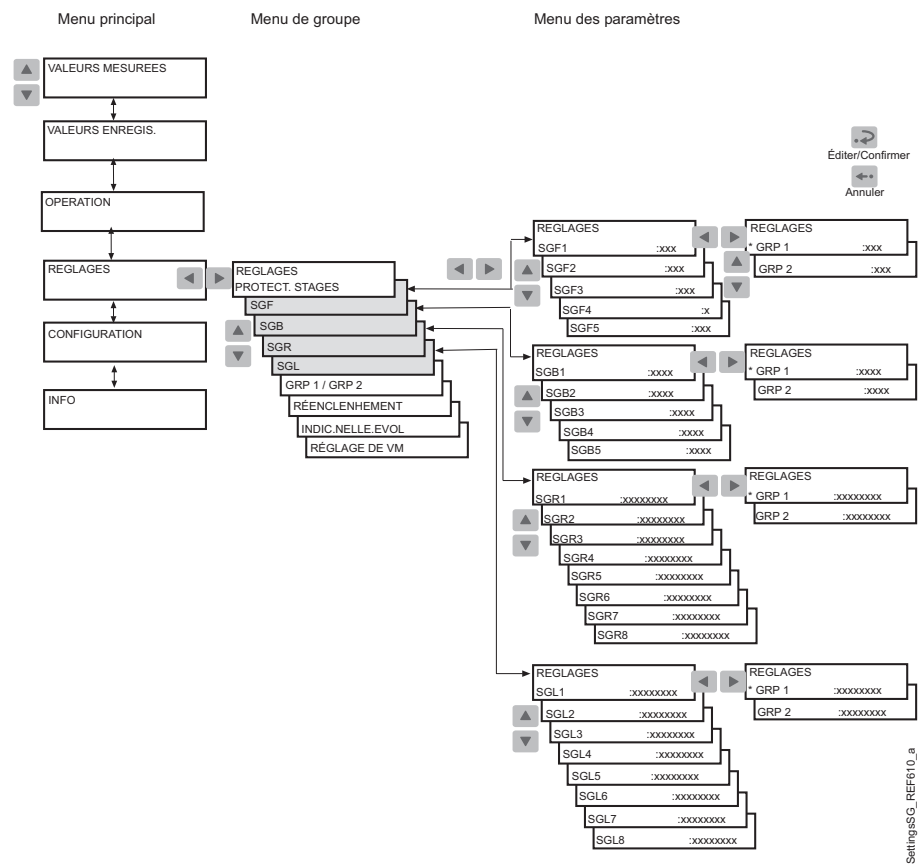 Menu principal
Menu de groupe
Menu des paramètres
VALEURS MESUREES
VALEURS ENREGIS.
OPERATION
REGLAGES
CONFIGURATION
INFO
REGLAGES
PROTECT. STAGES
SGF
SGB
SGR
SGL
GRP 1 / GRP 2
RÉENCLENHEMENT
INDIC.NELLE.EVOL
RÉGLAGE DE VM
Éditer/Confirmer
Annuler
REGLAGES
SGF1 :xxx
SGF2 :xxx
SGF3 :xxx
SGF4 :x
SGF5 :xxx
REGLAGES
* GRP 1 :xxx
GRP 2 :xxx
REGLAGES
SGB1 :xxxx
SGB2 :xxxx
SGB3 :xxxx
SGB4 :xxxx
SGB5 :xxxx
REGLAGES
* GRP 1 :xxxx
GRP 2 :xxxx
REGLAGES
SGR1 :xxxxxxxx
SGR2 :xxxxxxxx
SGR3 :xxxxxxxx
SGR4 :xxxxxxxx
SGR5 :xxxxxxxx
SGR6 :xxxxxxxx
SGR7 :xxxxxxxx
SGR8 :xxxxxxxx
REGLAGES
* GRP 1 :xxxxxxxx
GRP 2 :xxxxxxxx
REGLAGES
SGL1 :xxxxxxxx
SGL2 :xxxxxxxx
SGL3 :xxxxxxxx
SGL4 :xxxxxxxx
SGL5 :xxxxxxxx
SGL6 :xxxxxxxx
SGL7 :xxxxxxxx
SGL8 :xxxxxxxx
REGLAGES
* GRP 1 :xxxxxxxx
GRP 2 :xxxxxxxx
SettingsSG_REF610_a